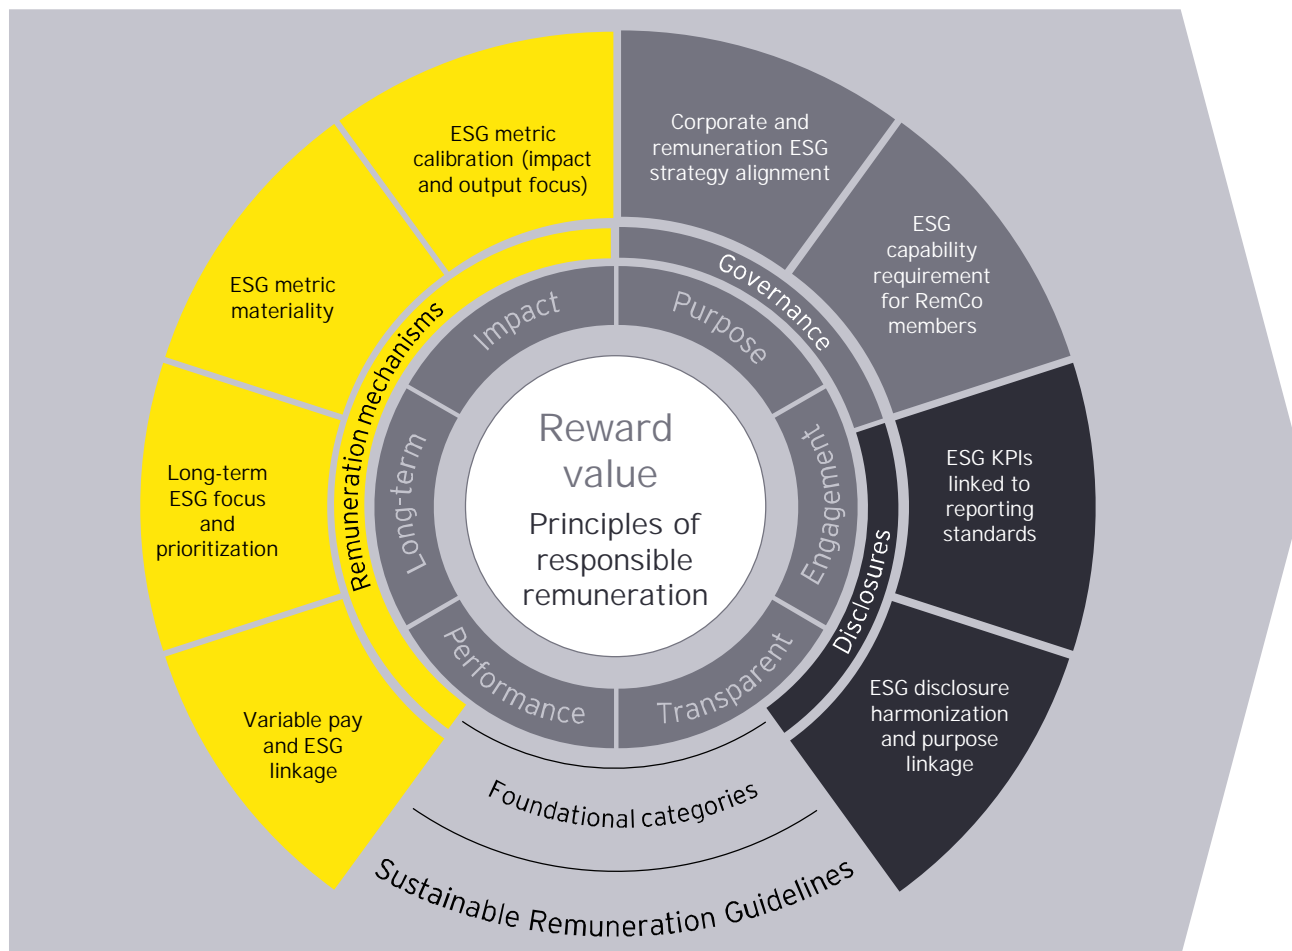 ESG metric
calibration (impact
and output focus)
Corporate and
remuneration ESG
strategy alignment
ESG
capability
requirement
for RemCo
members
ESG metric
materiality
Long-term
ESG focus
and
prioritization
Variable pay
and ESG
linkage
ESG KPIs
linked to
reporting
standards
ESG disclosure
harmonization
and purpose
linkage
Remuneration mechanisms
Governance
Disclosures
Impact
Purpose
Engagement
Transparent
Performance
Long-term
Reward
value
Principles of
responsible
remuneration
Foundational categories
Sustainable Remuneration Guidelines